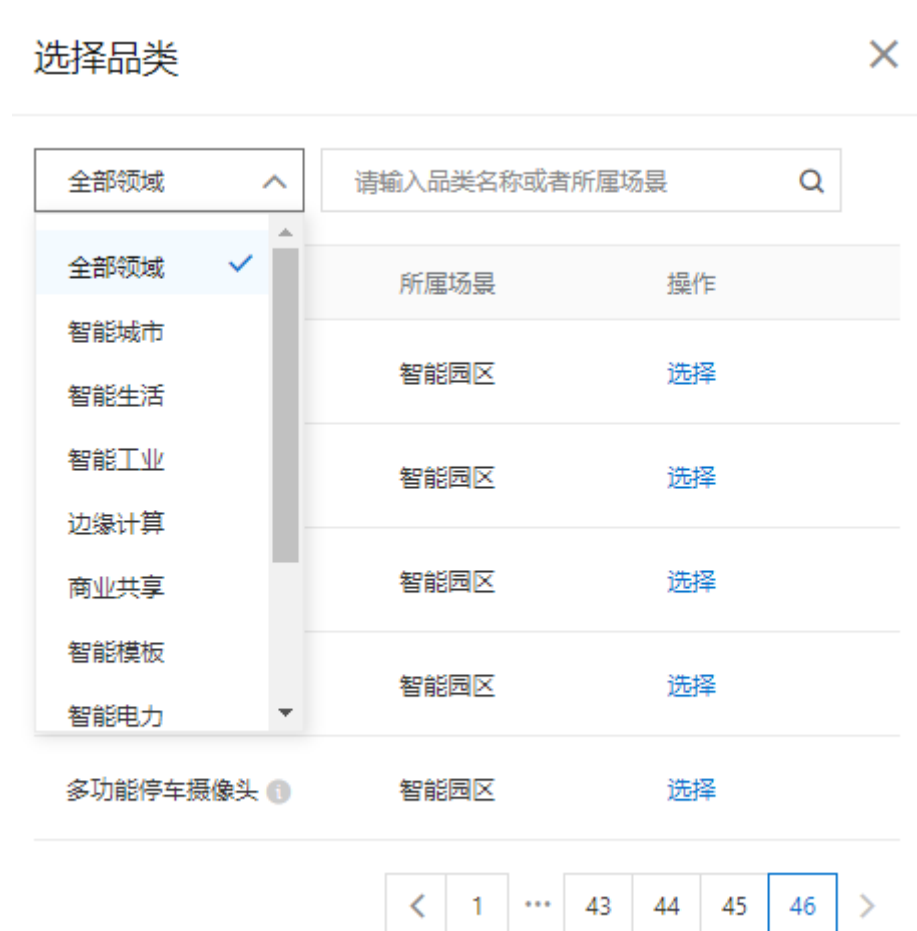 选择品类
全部领域 请输入品类名称或者所属场景
全部领域
智能城市
智能生活
智能工业
边缘计算
商业共享
智能模板
智能电力
所属场景 操作
智能园区 选择
智能园区 选择
智能园区 选择
智能园区 选择
多功能停车摄像头 智能园区 选择
1 ··· 43 44 45 46